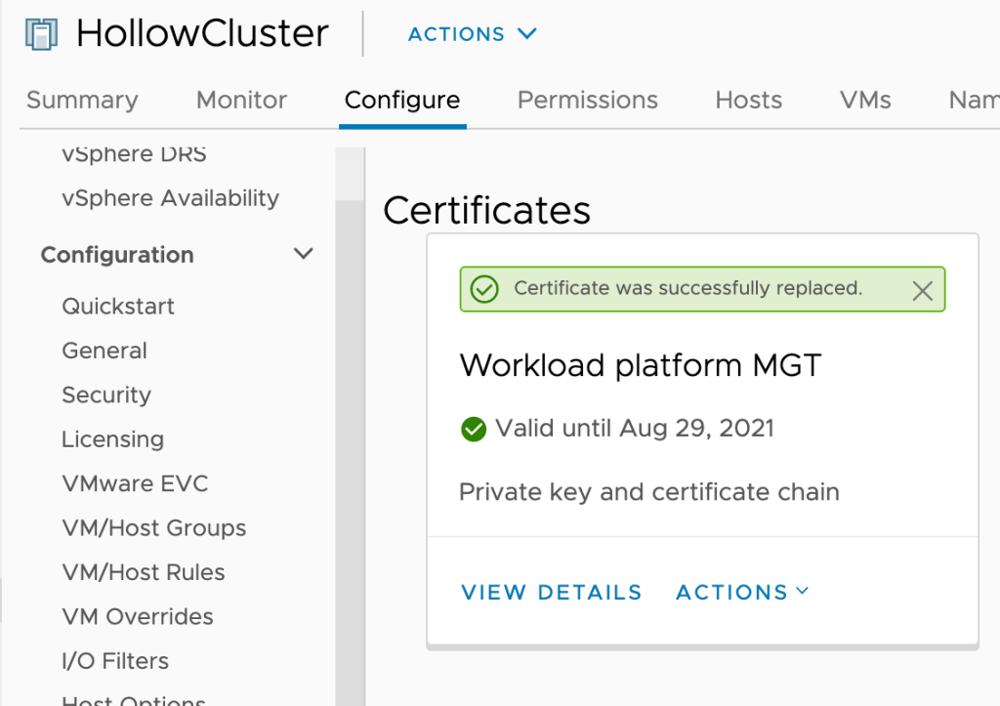 HollowCluster
ACTIONS
Summary Monitor Configure Permissions Hosts VMs Nam
vSphere DRS
vSphere Availability
Configuration
Quickstart
General
Security
Licensing
VMware EVC
VM/Host Groups
VM/Host Rules
VM Overrides
I/O Filters
Host Options
Certificates
Certificate was successfully replaced.
Workload platform MGT
Valid until Aug 29, 2021
Private key and certificate chain
VIEW DETAILS ACTIONS